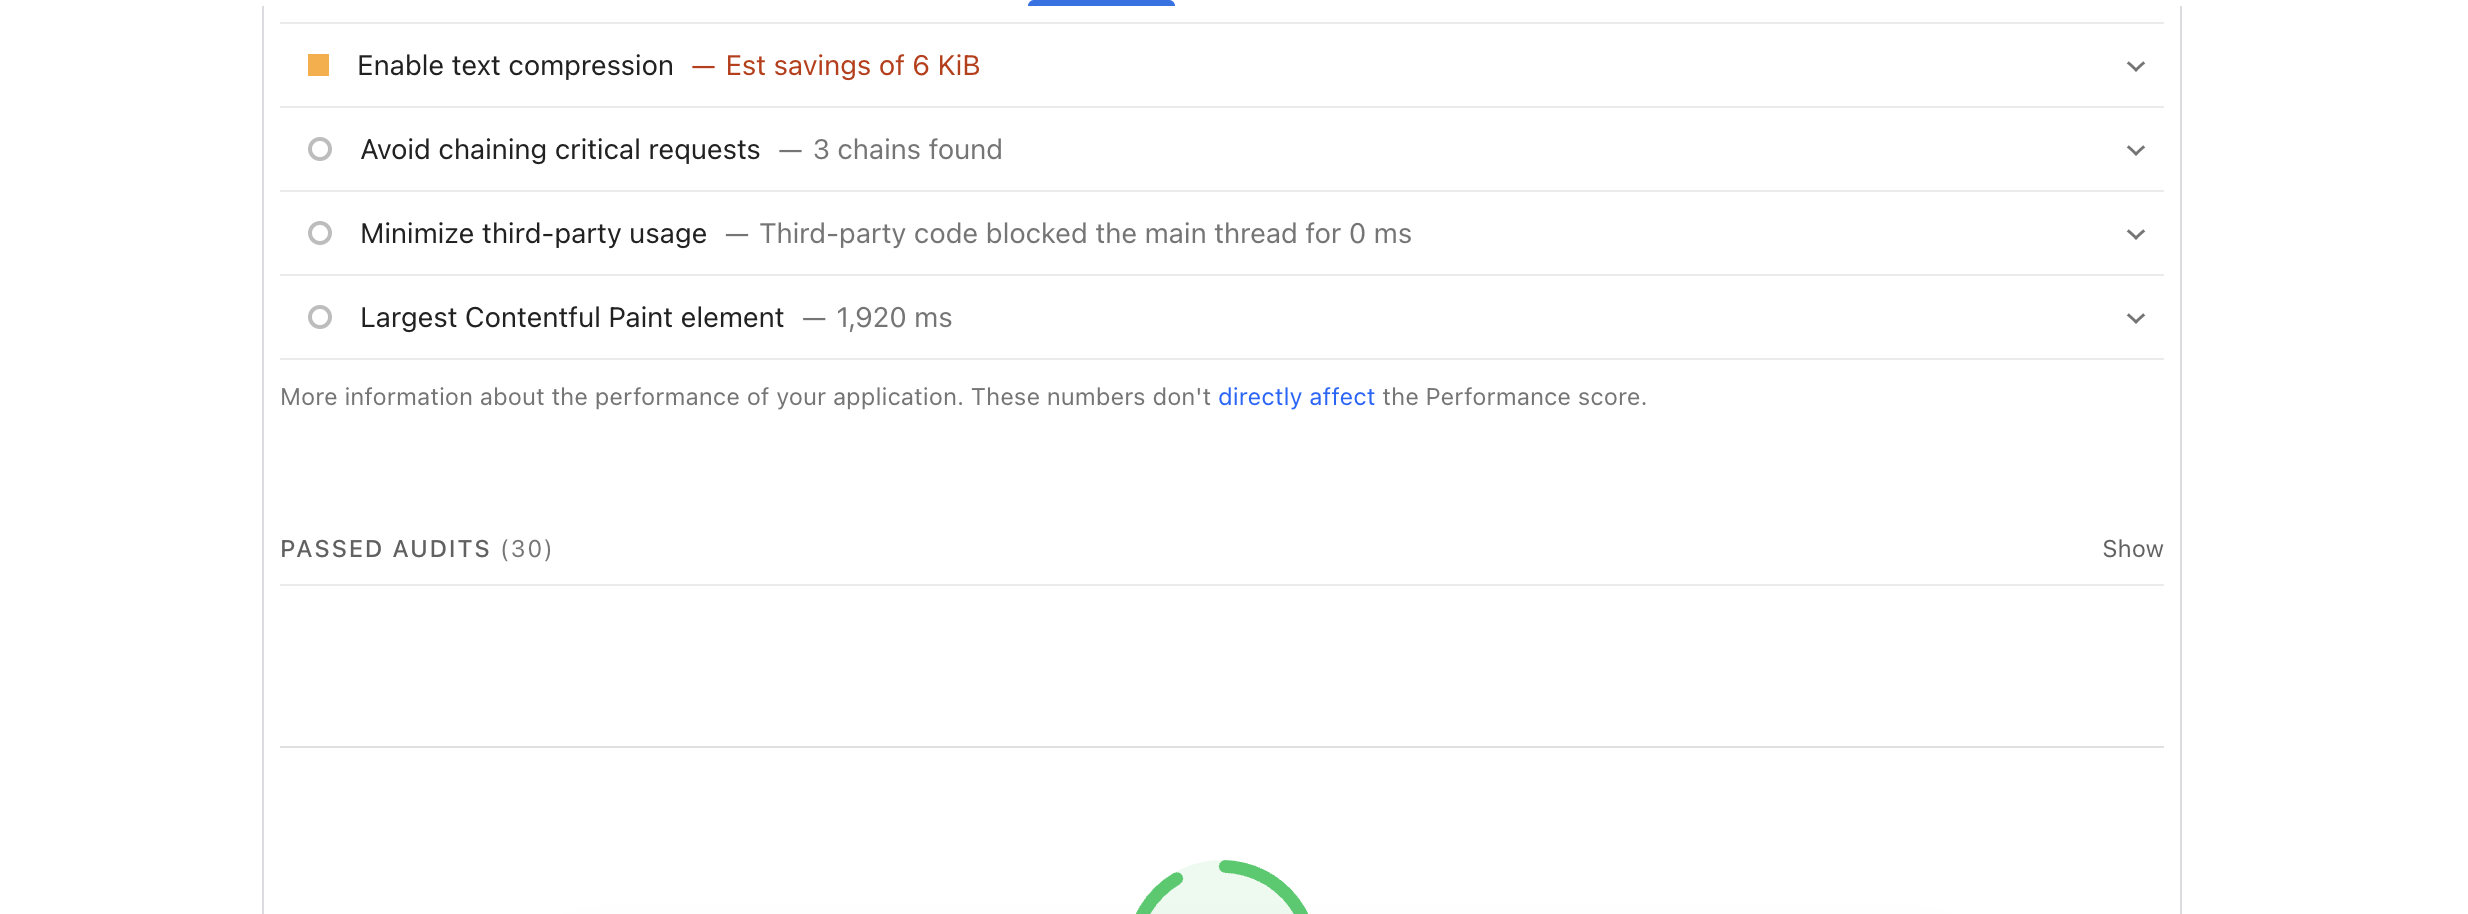 Enable text compression — Est savings of 6 KiB
Avoid chaining critical requests — 3 chains found
Minimize third-party usage — Third-party code blocked the main thread for 0 ms
Largest Contentful Paint element — 1,920 ms
More information about the performance of your application. These numbers don't directly affect the Performance score.
PASSED AUDITS (30) Show